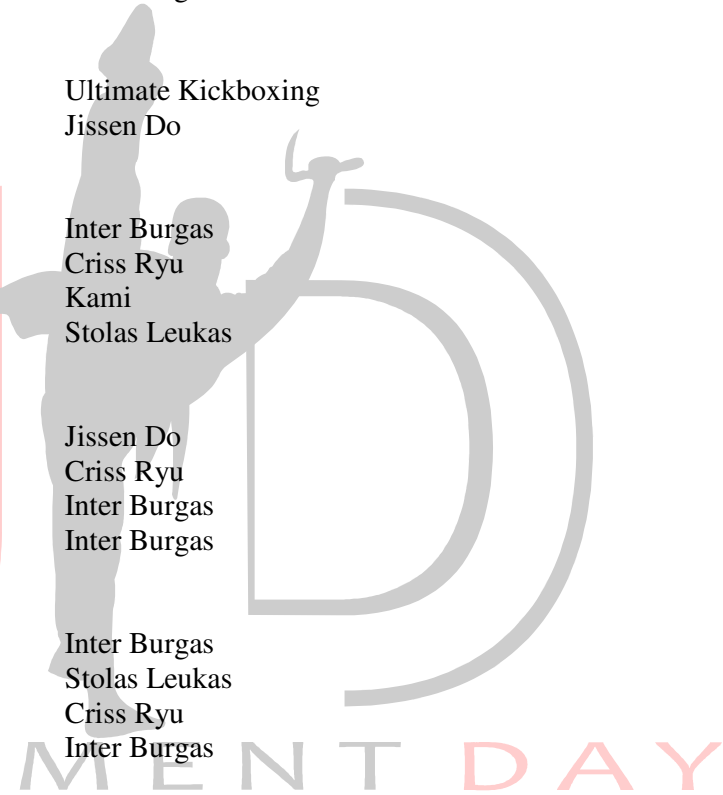 Ultimate Kickboxing
Jissen Do
Inter Burgas
Criss Ryu
Kami
Stolas Leukas
Jissen Do
Criss Ryu
Inter Burgas
Inter Burgas
Inter Burgas
Stolas Leukas
Criss Ryu
Inter Burgas
MENT DAY